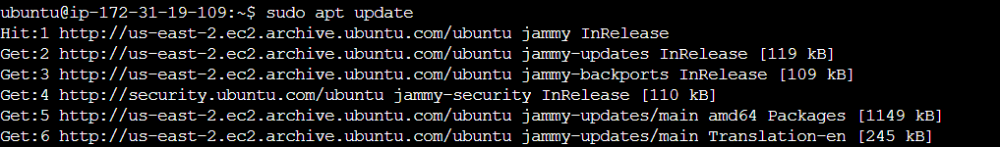 ubuntu@ip-172-31-19-109:~$ sudo apt update
Hit:1 http://us-east-2.ec2.archive.ubuntu.com/ubuntu jammy InRelease
Get:2 http://us-east-2.ec2.archive.ubuntu.com/ubuntu jammy-updates InRelease [119 kB]
Get:3 http://us-east-2.ec2.archive.ubuntu.com/ubuntu jammy-backports InRelease [109 kB]
Get:4 http://security.ubuntu.com/ubuntu jammy-security InRelease [110 kB]
Get:5 http://us-east-2.ec2.archive.ubuntu.com/ubuntu jammy-updates/main amd64 Packages [1149 kB]
Get:6 http://us-east-2.ec2.archive.ubuntu.com/ubuntu jammy-updates/main Translation-en [245 kB]